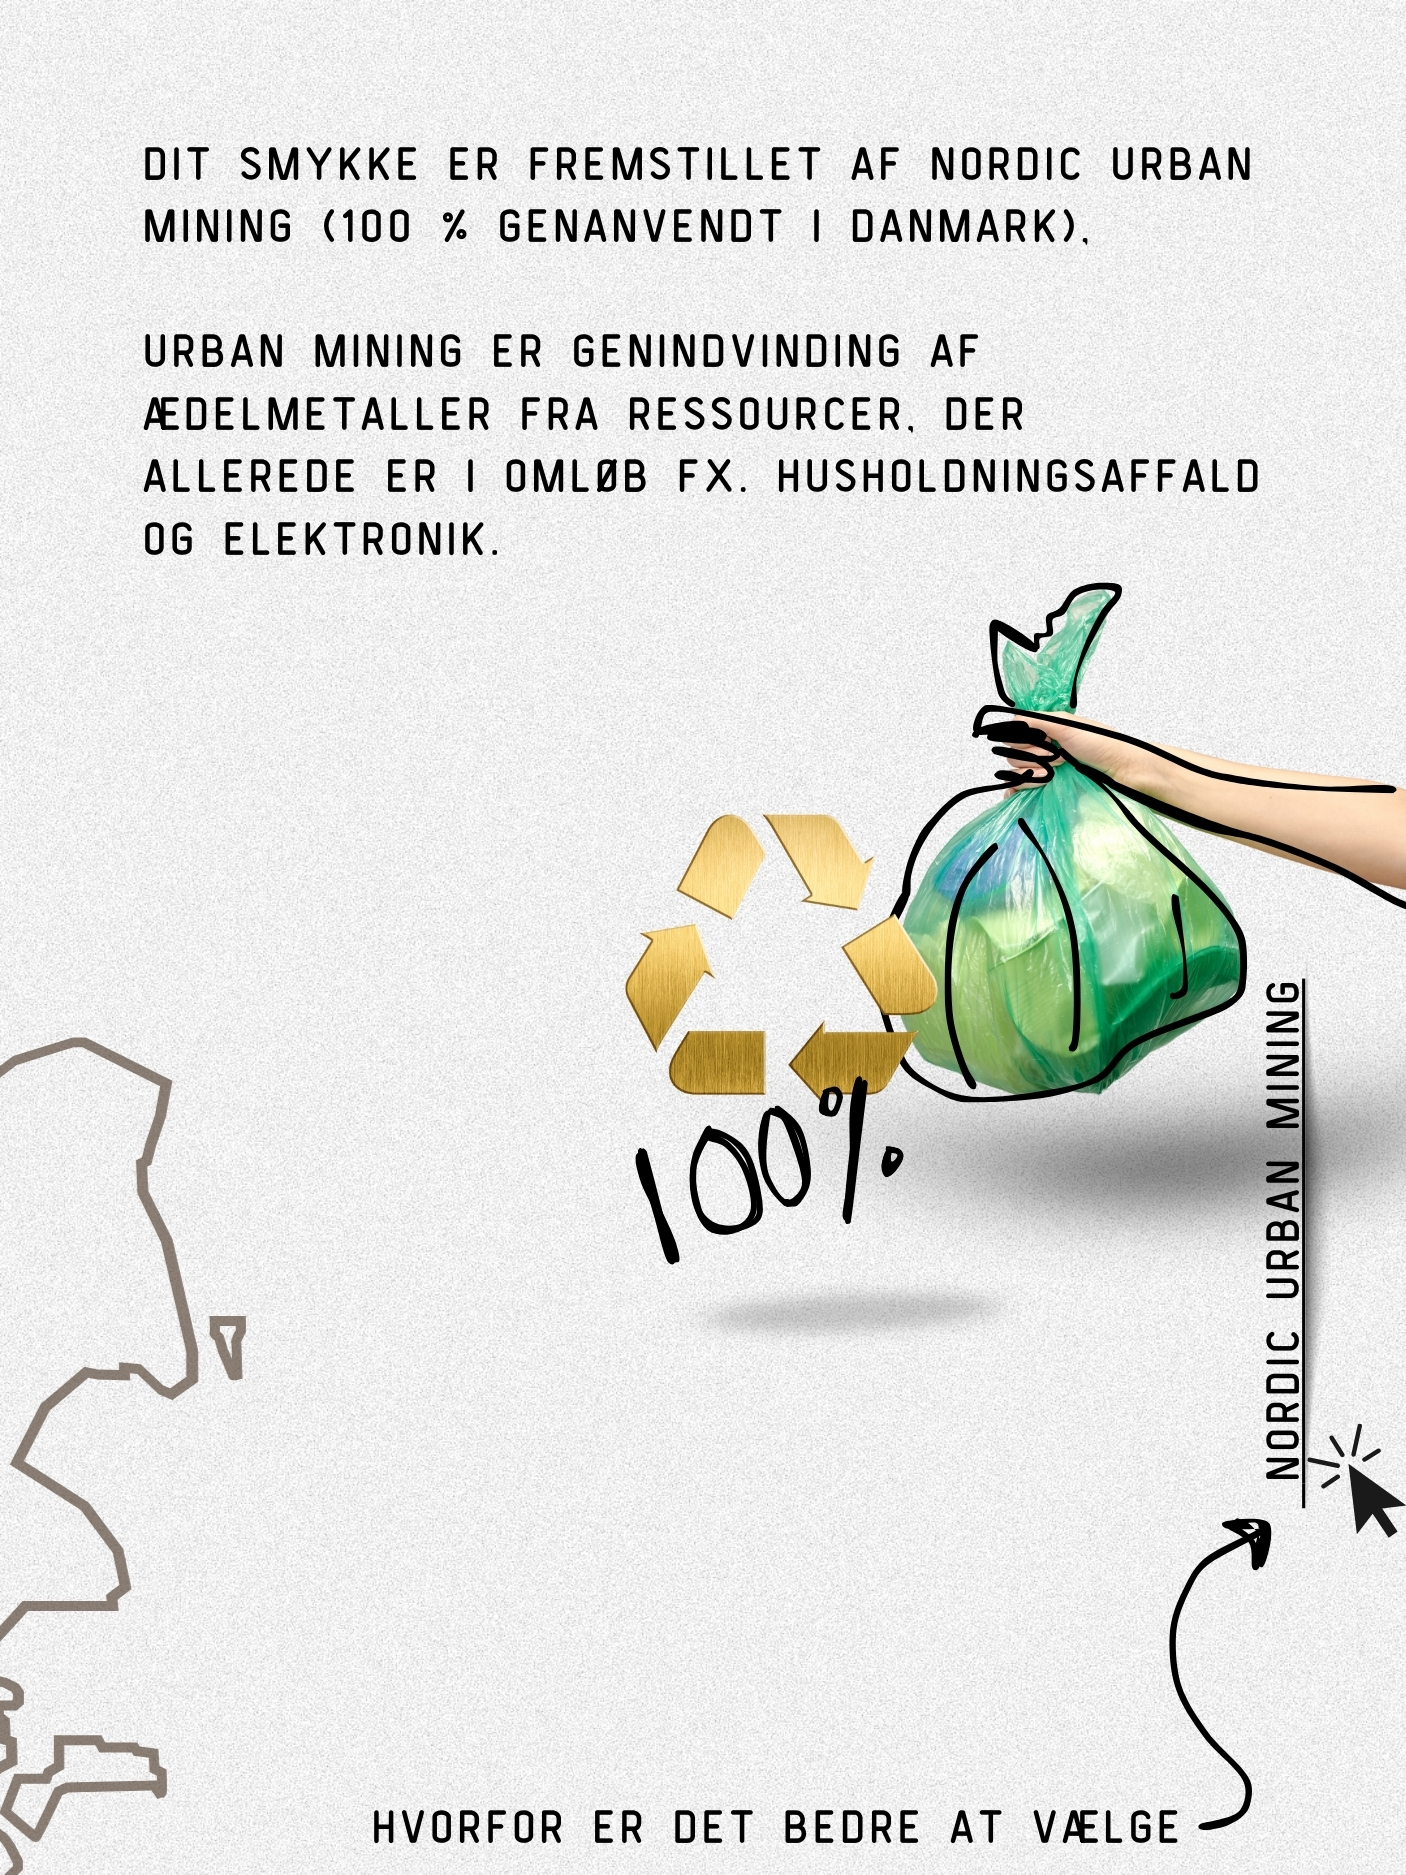 DIT SMYKKE ER FREMSTILLET AF NORDIC URBAN
MINING (100 % GENANVENDT I DANMARK),
URBAN MINING ER GENINDVINDING AF
ÆDELMETALLER FRA RESSOURCER, DER
ALLEREDE ER I OMLØB FX. HUSHOLDNINGSAFFALD
OG ELEKTRONIK.
100%
HVORFOR ER DET BEDRE AT VÆLGE
NORDIC URBAN MINING